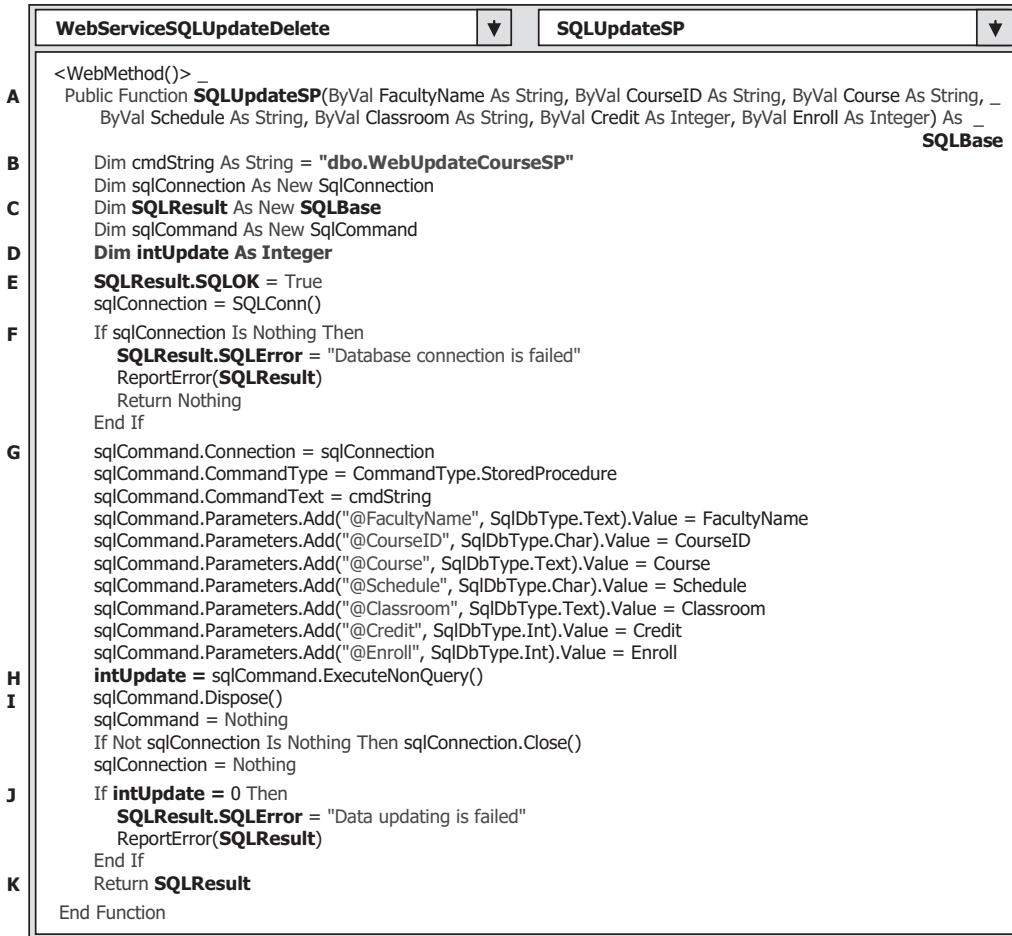 WebServiceSQLUpdateDelete SQLUpdateSP
<WebMethod()> _
A Public Function SQLUpdateSP(ByVal FacultyName As String, ByVal CourseID As String, ByVal Course As String, _
ByVal Schedule As String, ByVal Classroom As String, ByVal Credit As Integer, ByVal Enroll As Integer) As _
SQLBase
B Dim cmdString As String = "dbo.WebUpdateCourseSP"
Dim sqlConnection As New SqlConnection
C Dim SQLResult As New SQLBase
Dim sqlCommand As New SqlCommand
D Dim intUpdate As Integer
E SQLResult.SQLOK = True
sqlConnection = SQLConn()
F If sqlConnection Is Nothing Then
SQLResult.SQLError = "Database connection is failed"
ReportError(SQLResult)
Return Nothing
End If
G sqlCommand.Connection = sqlConnection
sqlCommand.CommandType = CommandType.StoredProcedure
sqlCommand.CommandText = cmdString
sqlCommand.Parameters.Add("@FacultyName", SqlDbType.Text).Value = FacultyName
sqlCommand.Parameters.Add("@CourseID", SqlDbType.Char).Value = CourseID
sqlCommand.Parameters.Add("@Course", SqlDbType.Text).Value = Course
sqlCommand.Parameters.Add("@Schedule", SqlDbType.Char).Value = Schedule
sqlCommand.Parameters.Add("@Classroom", SqlDbType.Text).Value = Classroom
sqlCommand.Parameters.Add("@Credit", SqlDbType.Int).Value = Credit
sqlCommand.Parameters.Add("@Enroll", SqlDbType.Int).Value = Enroll
H intUpdate = sqlCommand.ExecuteNonQuery()
I sqlCommand.Dispose()
sqlCommand = Nothing
If Not sqlConnection Is Nothing Then sqlConnection.Close()
sqlConnection = Nothing
J If intUpdate = 0 Then
SQLResult.SQLError = "Data updating is failed"
ReportError(SQLResult)
End If
K Return SQLResult
End Function